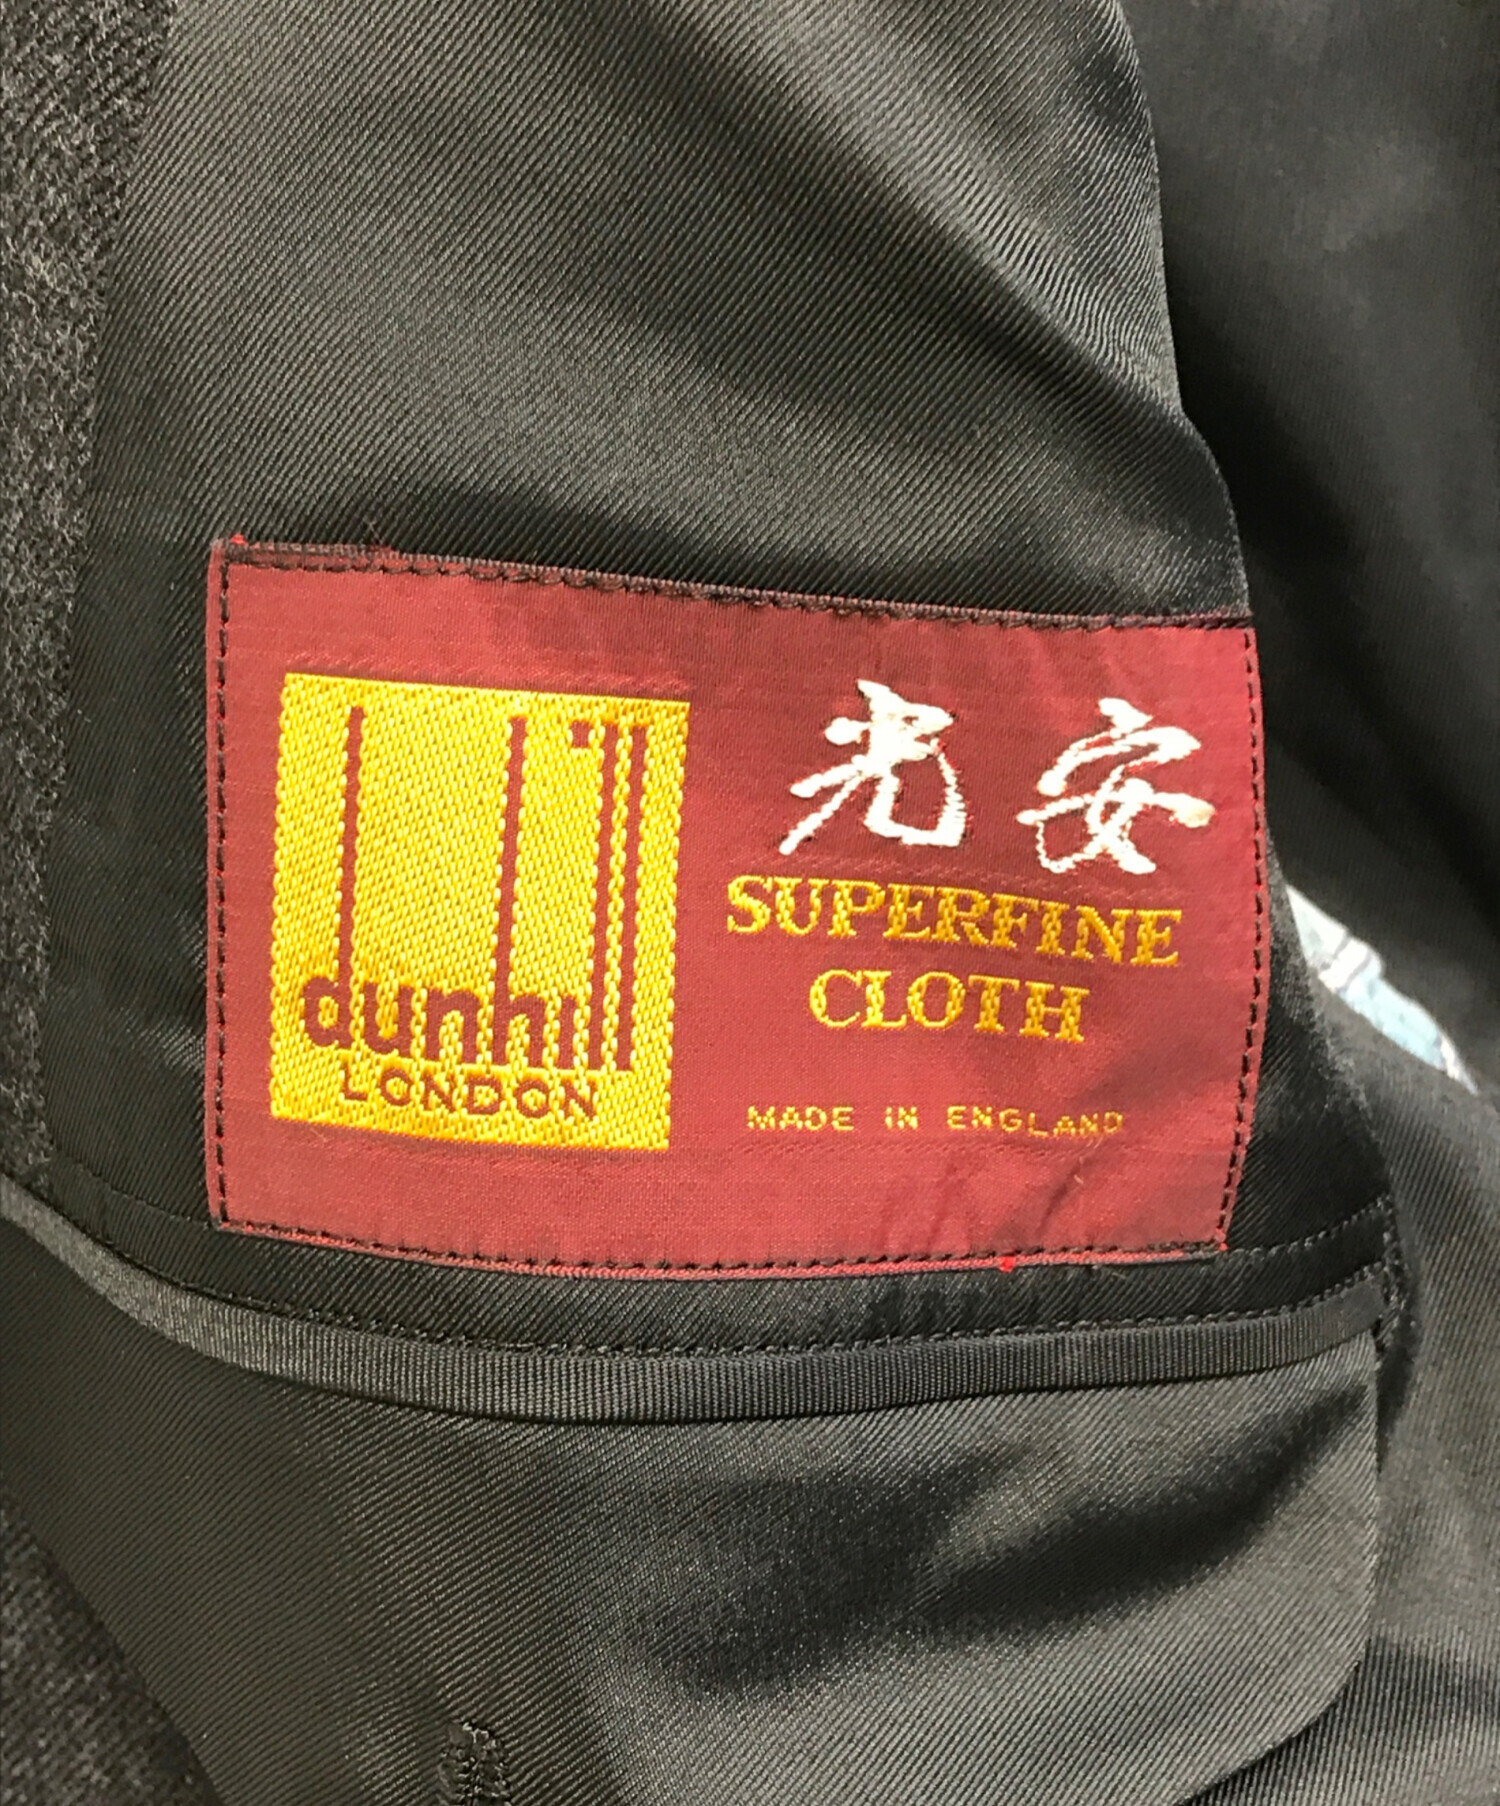 dunhill
LONDON
光安
SUPERFINE
CLOTH
MADE IN ENGLAND